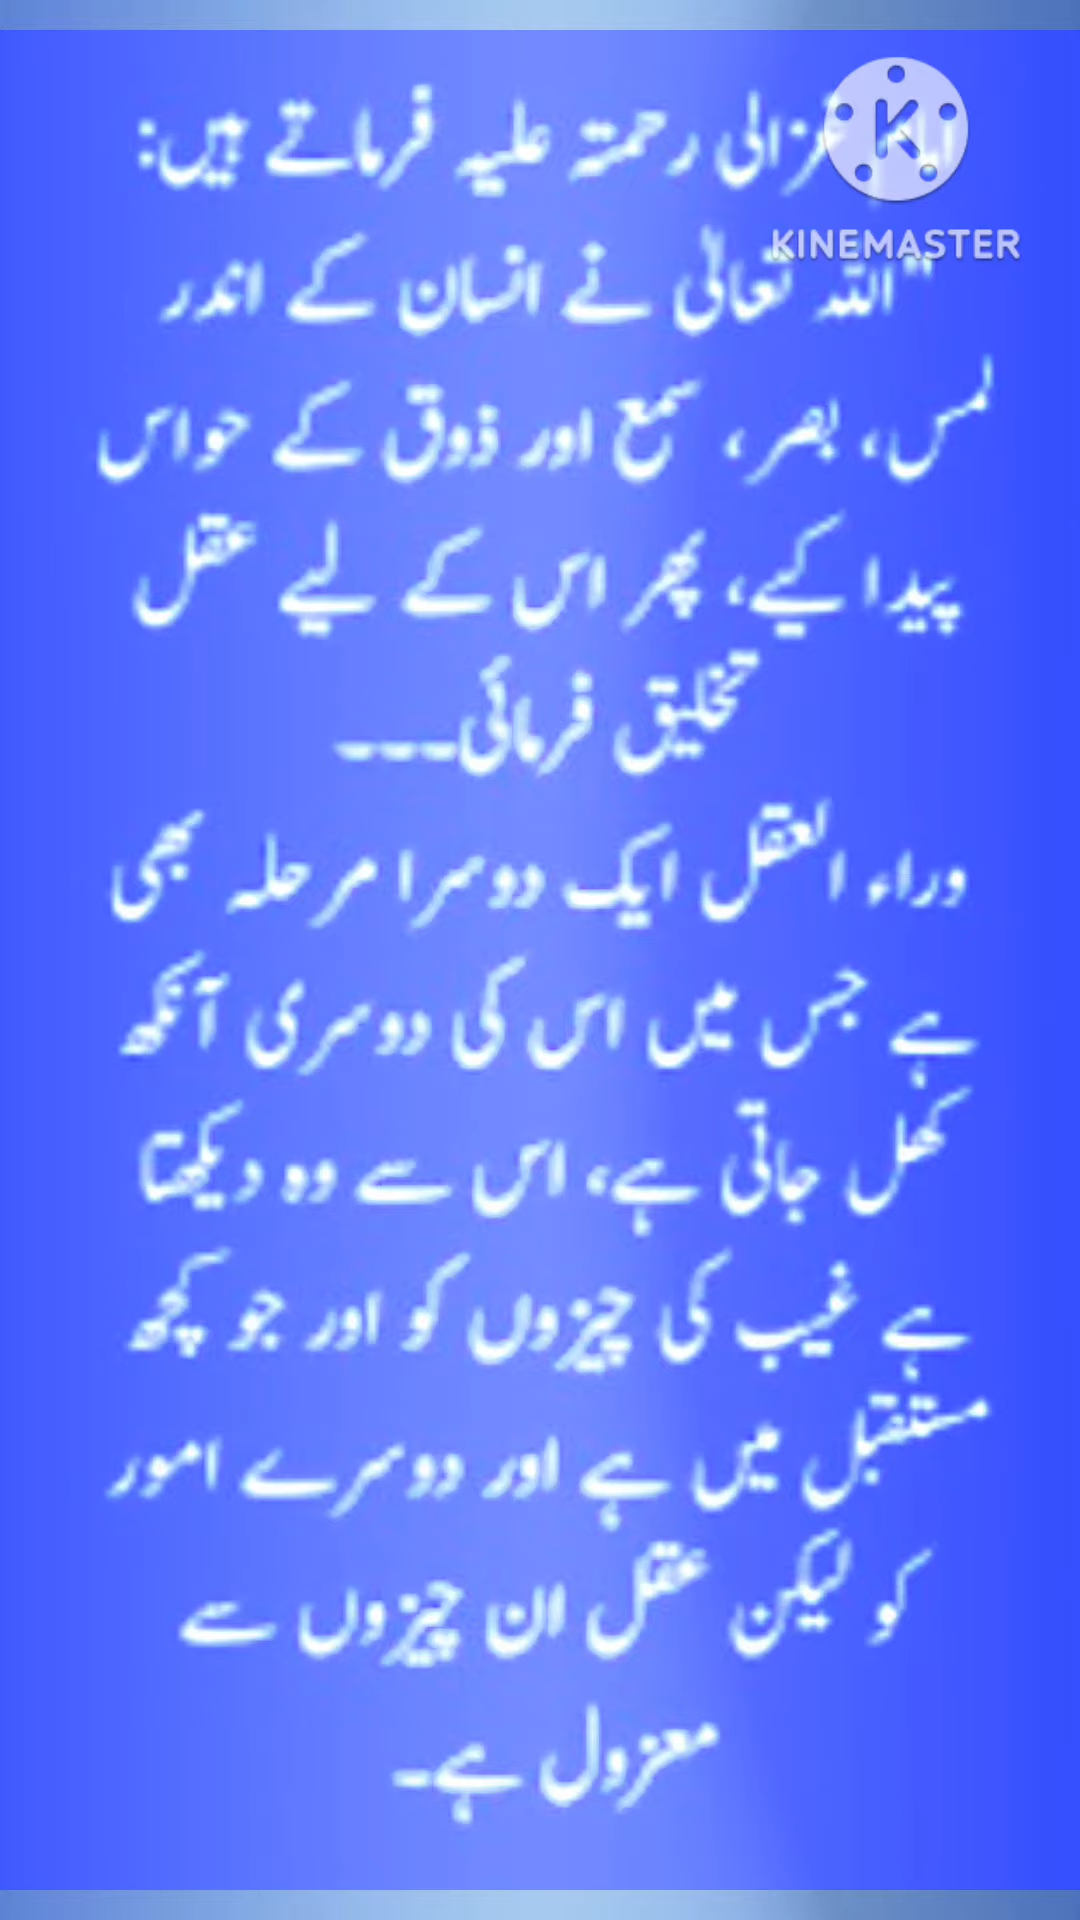 امام غزالی رحمتہ علیہ فرماتے ہیں:
KINEMASTER
"اللہ تعالیٰ نے انسان کے اندر
لمس، بصر، سمع اور ذوق کے حواس
پیدا کیے، پھر اس کے لیے عقل
تخلیق فرمائی۔۔۔
وراء العقل ایک دوسرا مرحلہ بھی
ہے جس میں اس کی دوسری آنکھ
کھل جاتی ہے، اس سے وہ دیکھتا
ہے غیب کی چیزوں کو اور جو کچھ
مستقبل میں ہے اور دوسرے امور
کو لیکن عقل ان چیزوں سے
معزول ہے۔